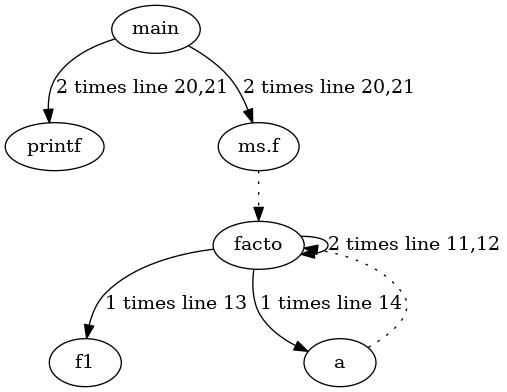 main
2 times line 20,21
2 times line 20,21
printf
ms.f
facto
2 times line 11,12
1 times line 13
1 times line 14
f1
a